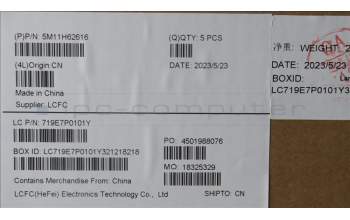 (P)P/N: 5M11H62616
(Q)QTY: 5 PCS
(4L)Origin CN
DATE: 2023/5/23
Made in China
Supplier: LCFC
净重: WEIGHT: 2
DATE: 2023/5/23
BOXID:
LC719E7P0101Y3
LC P/N: 719E7P0101Y
PO: 4501988076
BOX ID: LC719E7P0101Y321218218
MO: 18325329
Contains Merchandise From: China
LCFC(HeFei) Electronics Technology Co., Ltd
SHIPTO: CN